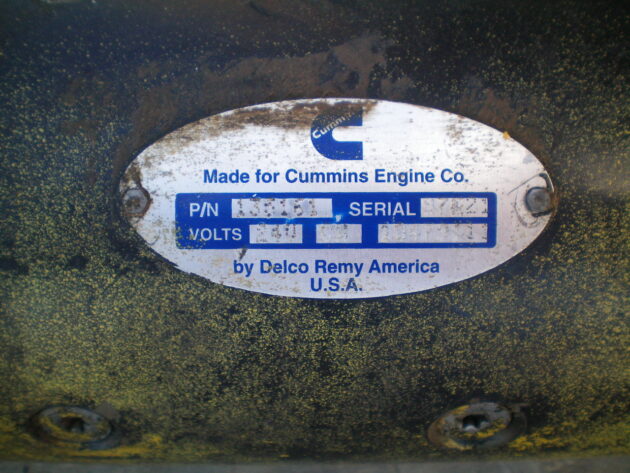 Cummins
Made for Cummins Engine Co.
P/N SERIAL
VOLTS
by Delco Remy America
U.S.A.